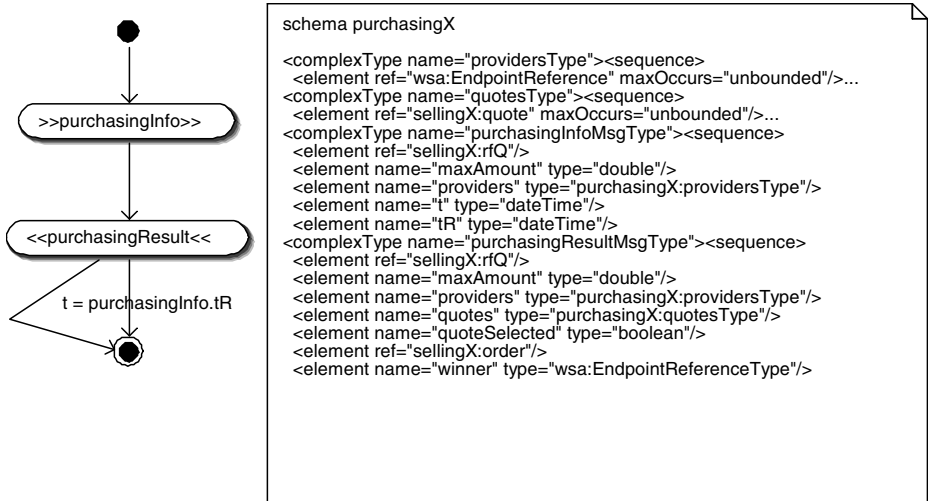 >>purchasingInfo>>
<<purchasingResult<<
t = purchasingInfo.tR
schema purchasingX
<complexType name="providersType"><sequence>
<element ref="wsa:EndpointReference" maxOccurs="unbounded"/>...
<complexType name="quotesType"><sequence>
<element ref="sellingX:quote" maxOccurs="unbounded"/>...
<complexType name="purchasingInfoMsgType"><sequence>
<element ref="sellingX:rfQ"/>
<element name="maxAmount" type="double"/>
<element name="providers" type="purchasingX:providersType"/>
<element name="t" type="dateTime"/>
<element name="tR" type="dateTime"/>
<complexType name="purchasingResultMsgType"><sequence>
<element ref="sellingX:rfQ"/>
<element name="maxAmount" type="double"/>
<element name="providers" type="purchasingX:providersType"/>
<element name="quotes" type="purchasingX:quotesType"/>
<element name="quoteSelected" type="boolean"/>
<element ref="sellingX:order"/>
<element name="winner" type="wsa:EndpointReferenceType"/>